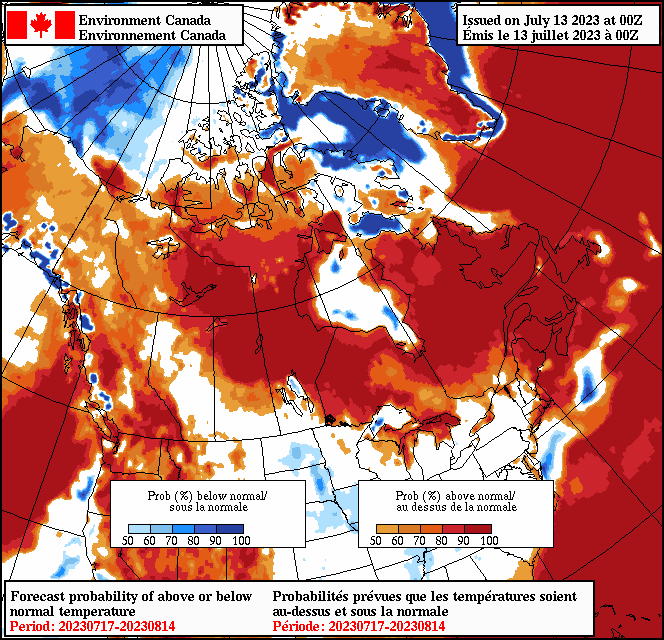 Environment Canada
Environnement Canada
Issued on July 13 2023 at 00Z
Émis le 13 juillet 2023 à 00Z
Prob (%) below normal/
sous la normale
50 60 70 80 90 100
Prob (%) above normal/
au dessus de la normale
50 60 70 80 90 100
Forecast probability of above or below
normal temperature
Period: 20230717-20230814
Probabilités prévues que les températures soient
au-dessus et sous la normale
Période: 20230717-20230814